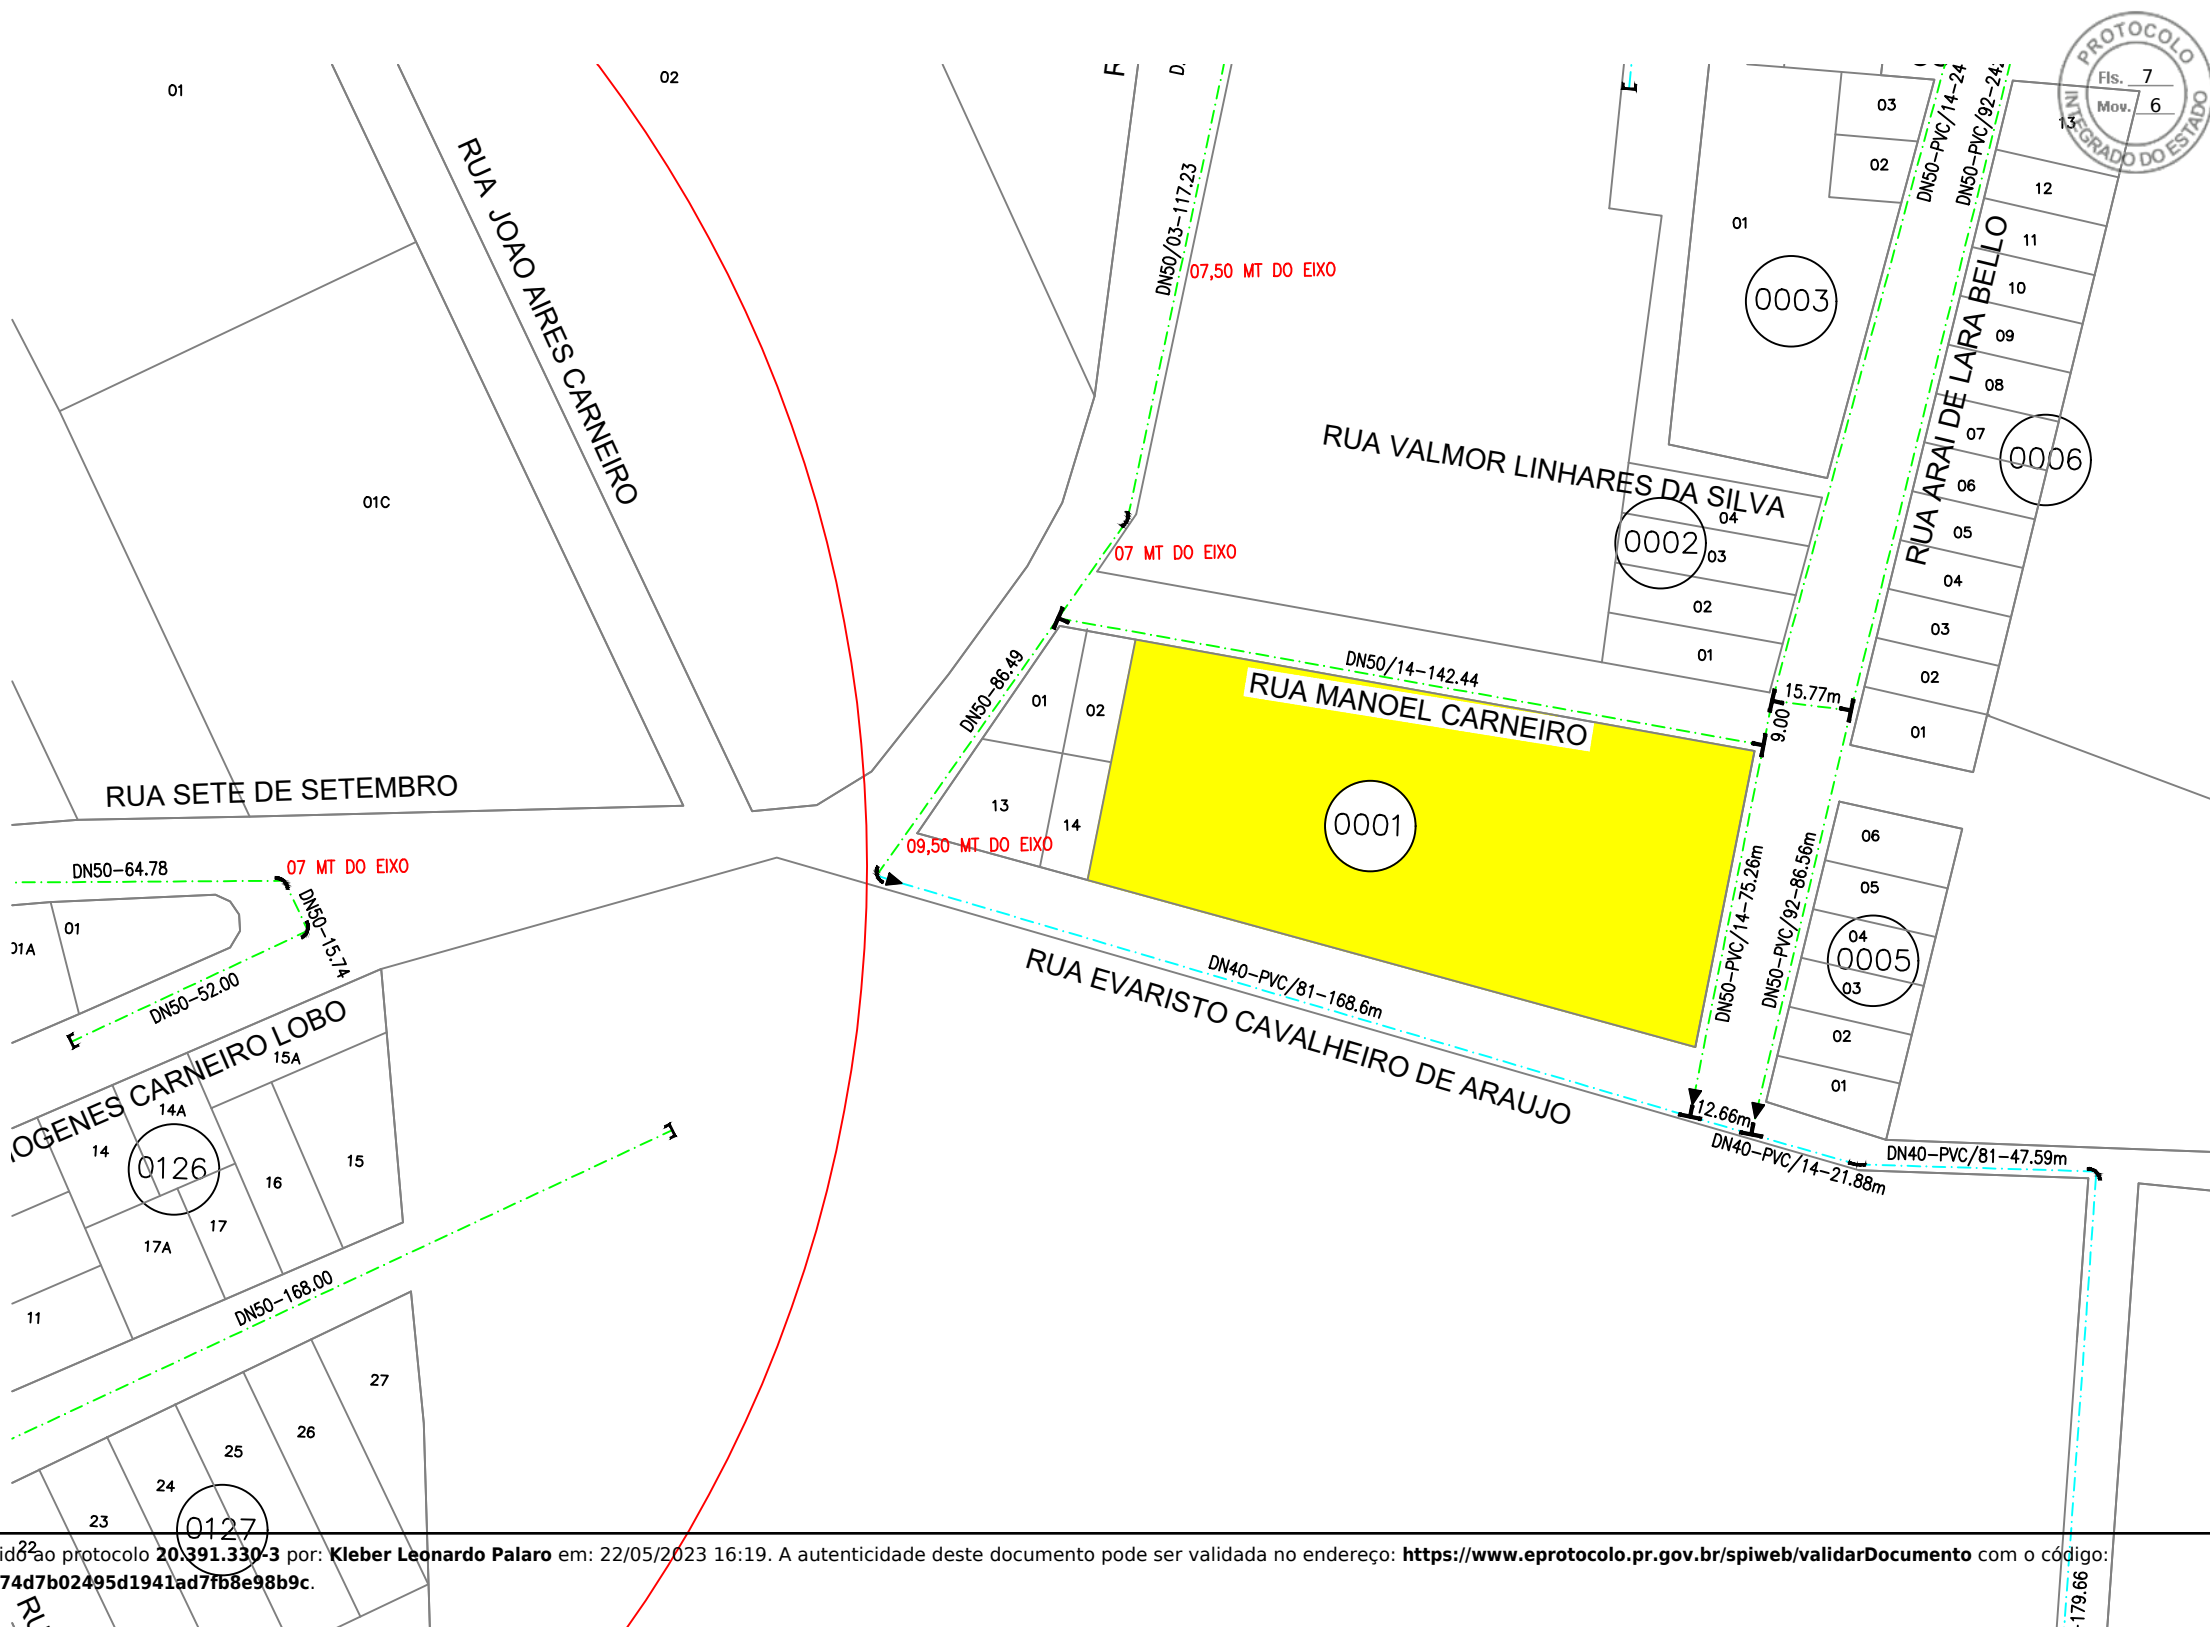 PROTOCOLO
INTEGRADO DO ESTADO
Fls. 7
Mov. 6
01
02
RUA JOAO AIRES CARNEIRO
01C
DN50/03-117.23
07,50 MT DO EIXO
07 MT DO EIXO
RUA VALMOR LINHARES DA SILVA
03
02
01
0003
DN50-PVC/14-24
DN50-PVC/92-24
RUA ARAI DE LARA BELLO
13
12
11
10
09
08
07
06
05
04
03
02
01
0006
0002
04
03
02
01
DN50-86.49
DN50/14-142.44
RUA MANOEL CARNEIRO
15.77m
9.00
01
02
13
14
0001
09,50 MT DO EIXO
RUA SETE DE SETEMBRO
DN50-64.78
07 MT DO EIXO
DN50-15.74
01
01A
DN50-52.00
OGENES CARNEIRO LOBO
DN50-PVC/14-75.26m
DN50-PVC/92-86.56m
06
05
04
0005
03
02
01
DN40-PVC/81-168.6m
RUA EVARISTO CAVALHEIRO DE ARAUJO
12.66m
DN40-PVC/14-21.88m
DN40-PVC/81-47.59m
15A
14A
14
0126
15
16
17
17A
11
DN50-168.00
27
26
25
24
23
22
0127
179.66
RU
ido ao protocolo 20.391.330-3 por: Kleber Leonardo Palaro em: 22/05/2023 16:19. A autenticidade deste documento pode ser validada no endereço: https://www.eprotocolo.pr.gov.br/spiweb/validarDocumento com o código:
74d7b02495d1941ad7fb8e98b9c.